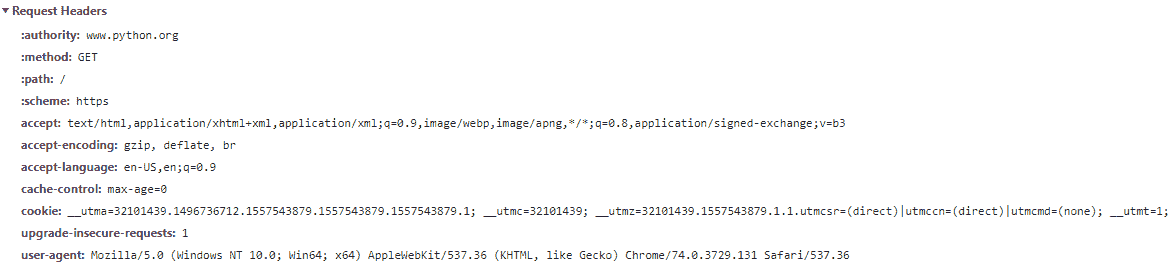 Request Headers
:authority: www.python.org
:method: GET
:path: /
:scheme: https
accept: text/html,application/xhtml+xml,application/xml;q=0.9,image/webp,image/apng,*/*;q=0.8,application/signed-exchange;v=b3
accept-encoding: gzip, deflate, br
accept-language: en-US,en;q=0.9
cache-control: max-age=0
cookie: __utma=32101439.1496736712.1557543879.1557543879.1557543879.1; __utmc=32101439; __utmz=32101439.1557543879.1.1.utmcsr=(direct)|utmccn=(direct)|utmcmd=(none); __utmt=1;
upgrade-insecure-requests: 1
user-agent: Mozilla/5.0 (Windows NT 10.0; Win64; x64) AppleWebKit/537.36 (KHTML, like Gecko) Chrome/74.0.3729.131 Safari/537.36